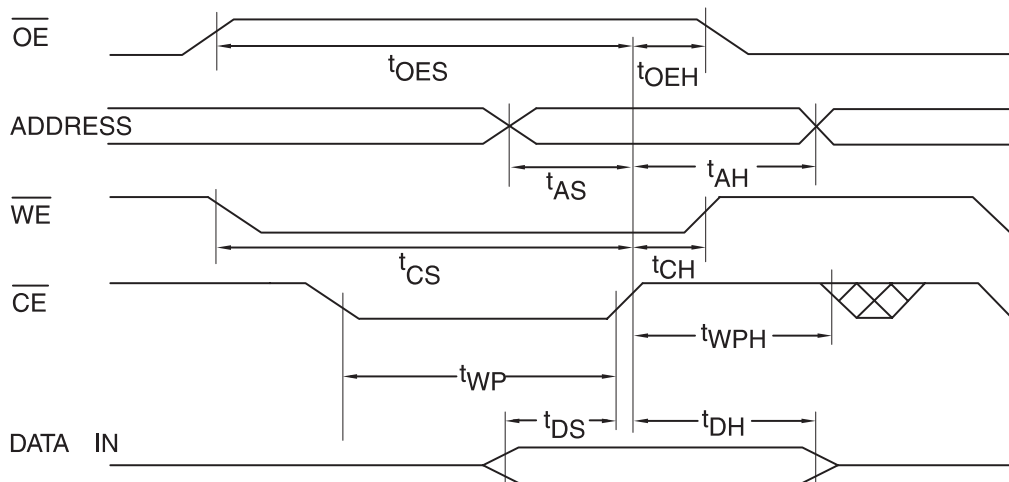 OE
tOES
tOEH
ADDRESS
tAS
tAH
WE
tCS
tCH
CE
tWPH
tWP
tDS
tDH
DATA IN